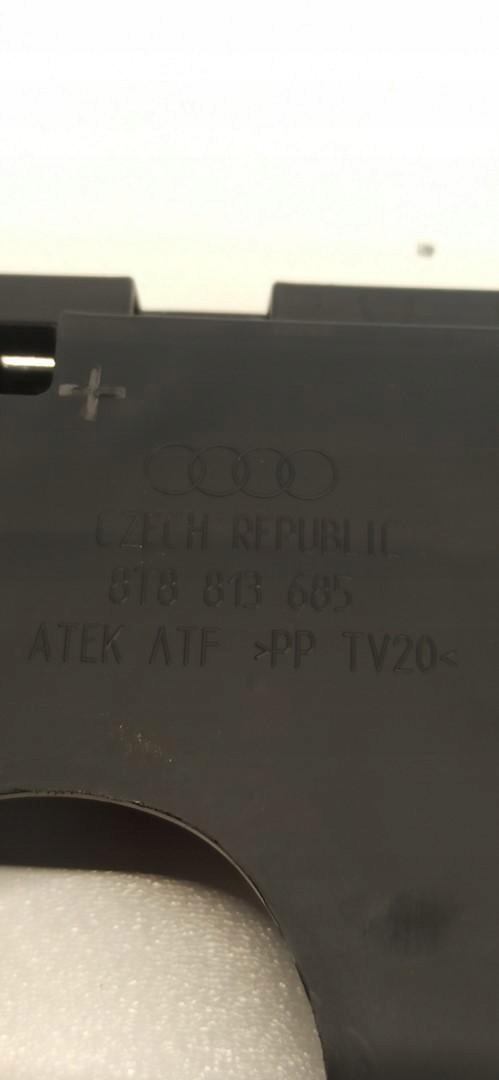 CZECH REPUBLIC
8T8 813 685
ATEK ATF >PP TV20<